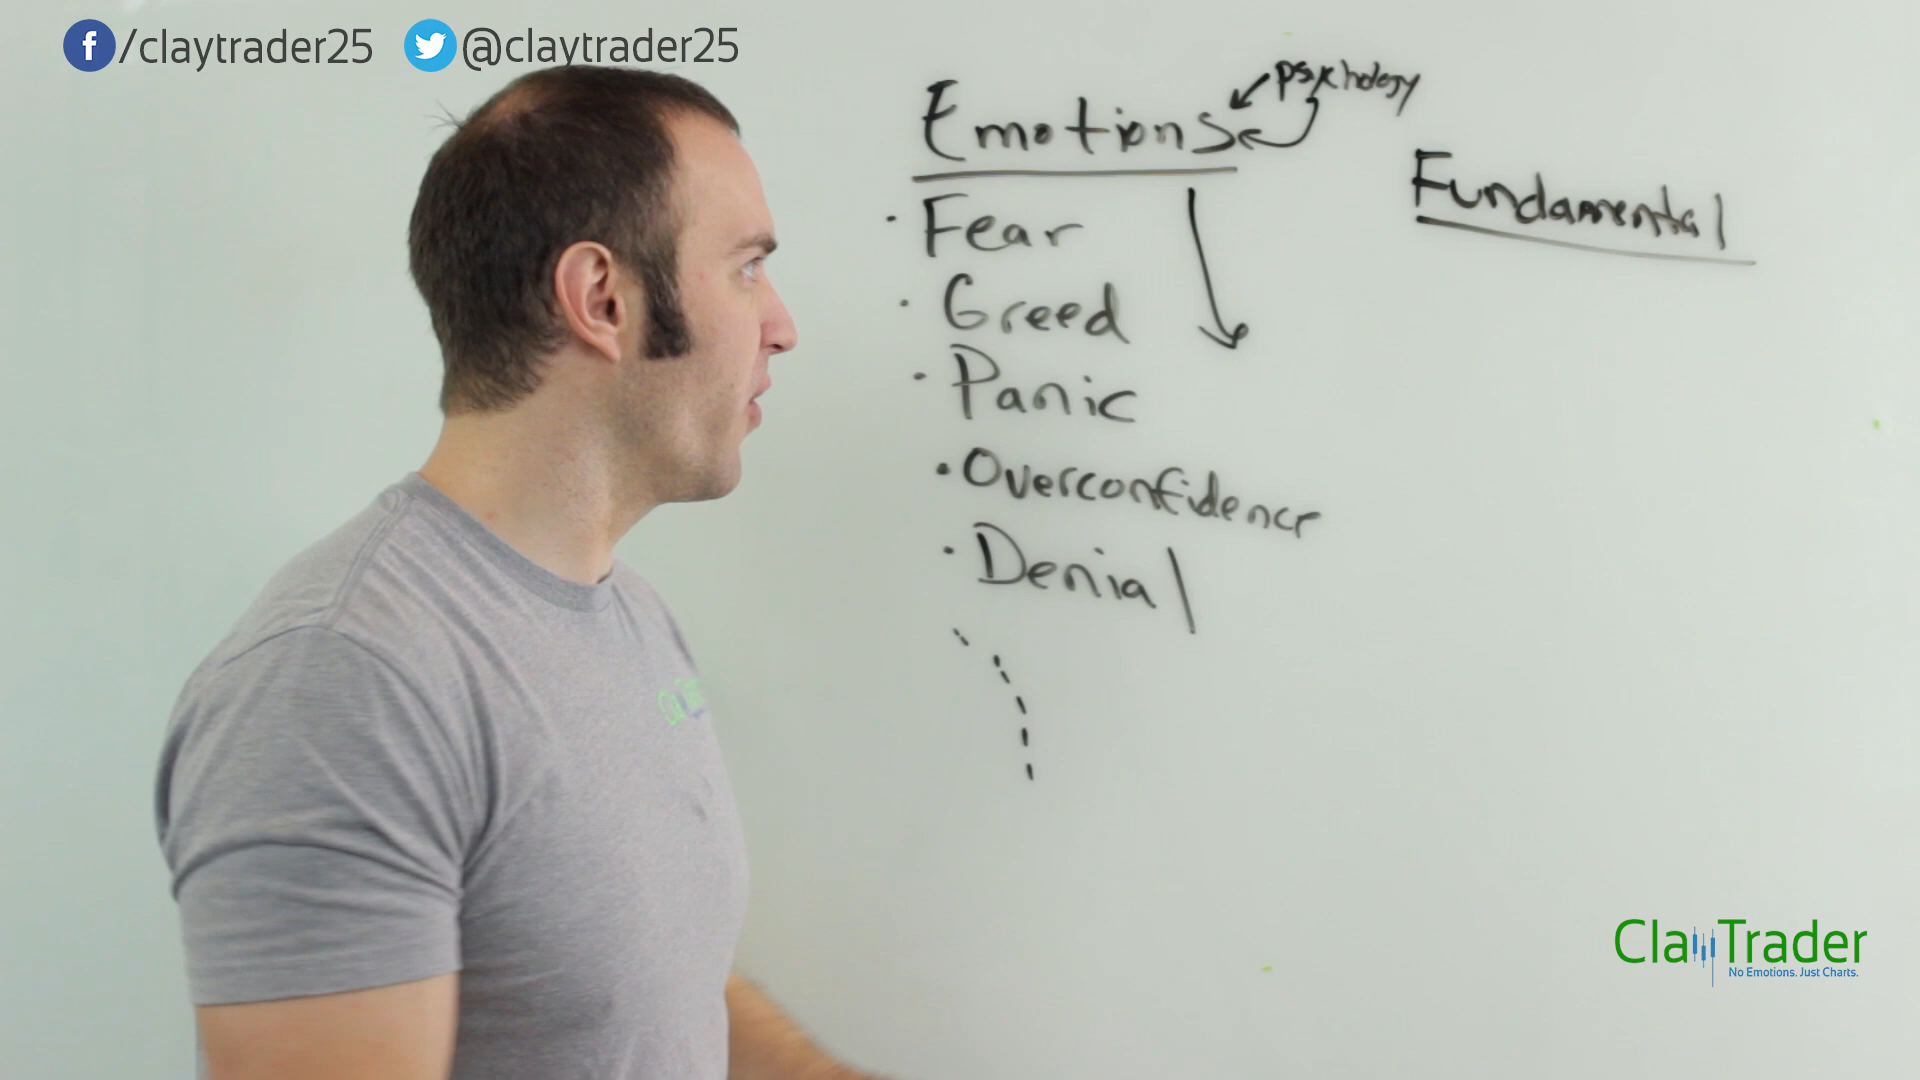 /claytrader25 @claytrader25
psychology
Emotions
Fundamental
· Fear
· Greed
· Panic
· Overconfidence
· Denial
ClayTrader
No Emotions. Just Charts.